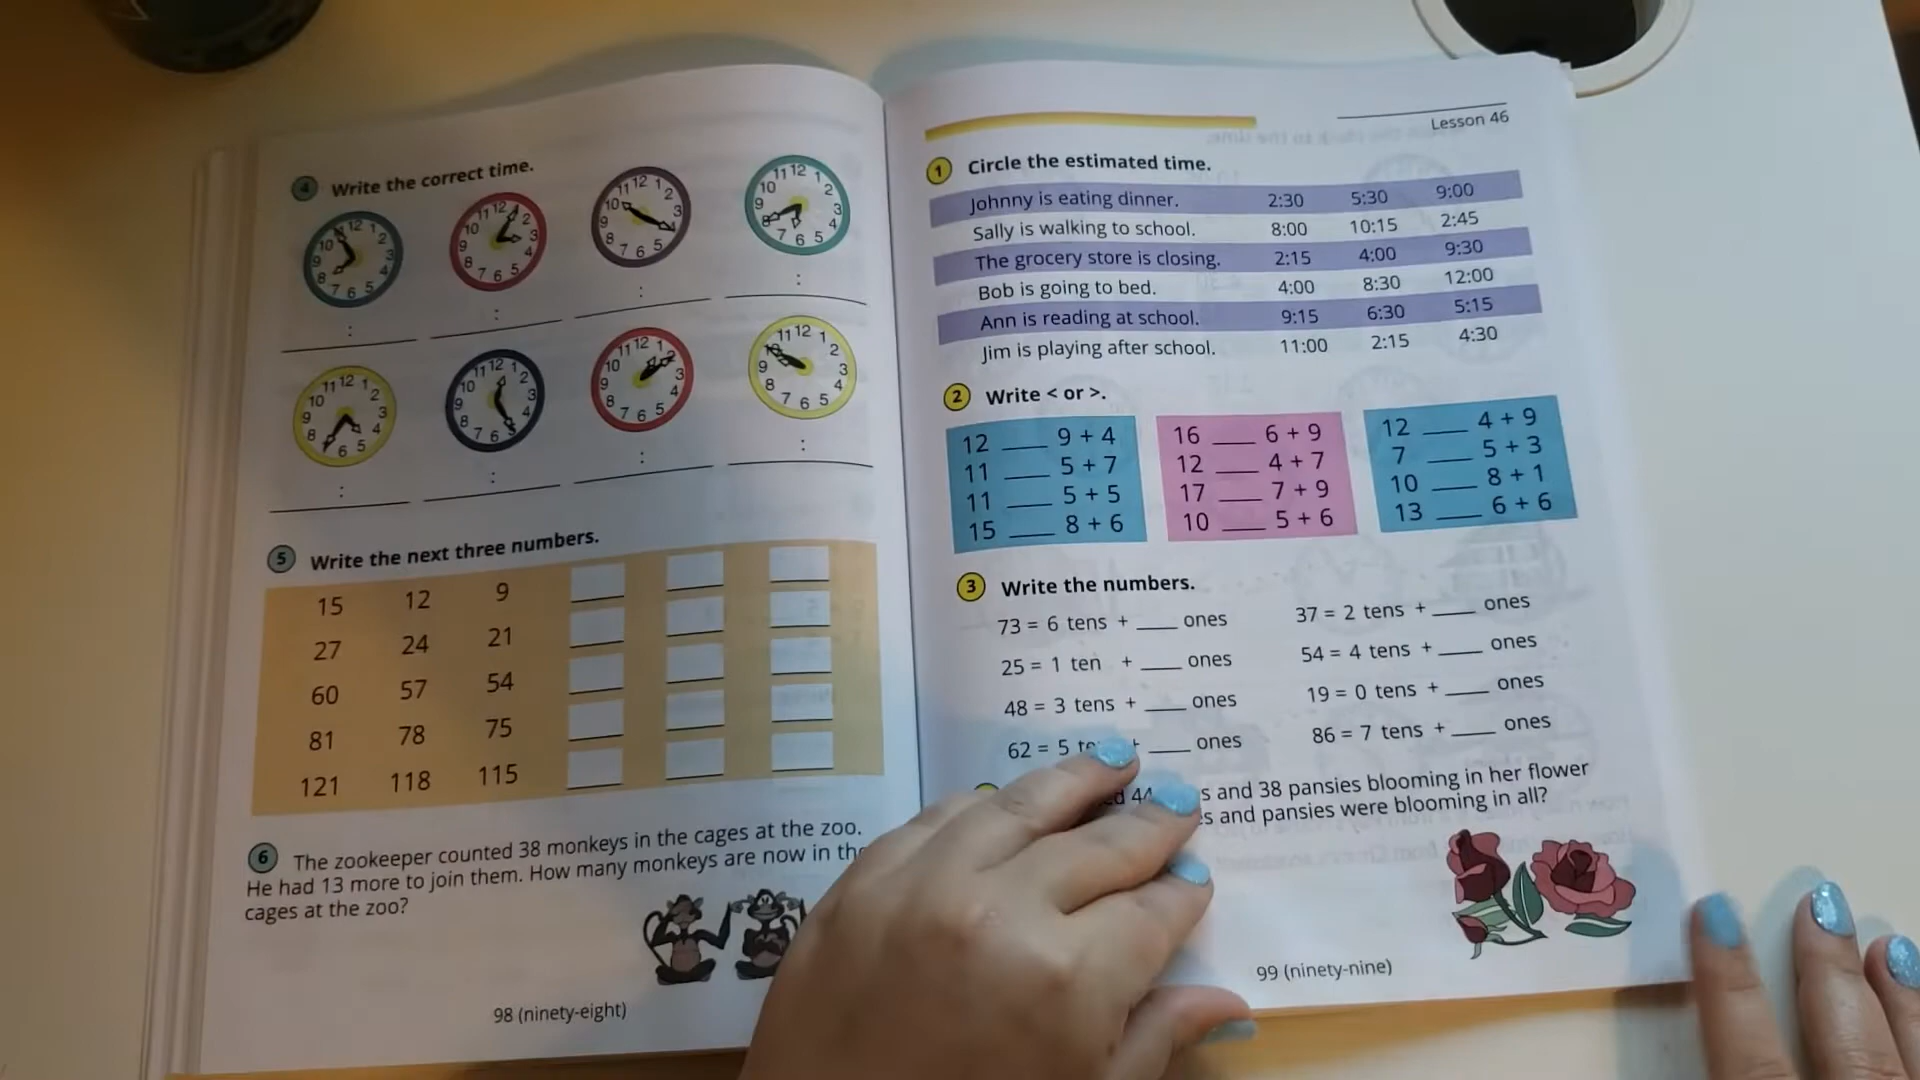 4 Write the correct time.
:
:
:
:
:
:
:
:
5 Write the next three numbers.
15 12 9
27 24 21
60 57 54
81 78 75
121 118 115
6 The zookeeper counted 38 monkeys in the cages at the zoo.
He had 13 more to join them. How many monkeys are now in
cages at the zoo?
98 (ninety-eight)
Lesson 46
1 Circle the estimated time.
Johnny is eating dinner. 2:30 5:30 9:00
Sally is walking to school. 8:00 10:15 2:45
The grocery store is closing. 2:15 4:00 9:30
Bob is going to bed. 4:00 8:30 12:00
Ann is reading at school. 9:15 6:30 5:15
Jim is playing after school. 11:00 2:15 4:30
2 Write < or >.
12 ___ 9 + 4 16 ___ 6 + 9 12 ___ 4 + 9
11 ___ 5 + 7 12 ___ 4 + 7 7 ___ 5 + 3
11 ___ 5 + 5 17 ___ 7 + 9 10 ___ 8 + 1
15 ___ 8 + 6 10 ___ 5 + 6 13 ___ 6 + 6
3 Write the numbers.
73 = 6 tens + ___ ones 37 = 2 tens + ___ ones
25 = 1 ten + ___ ones 54 = 4 tens + ___ ones
48 = 3 tens + ___ ones 19 = 0 tens + ___ ones
62 = 5 + ___ ones 86 = 7 tens + ___ ones
44 and 38 pansies blooming in her flower
and pansies were blooming in all?
99 (ninety-nine)